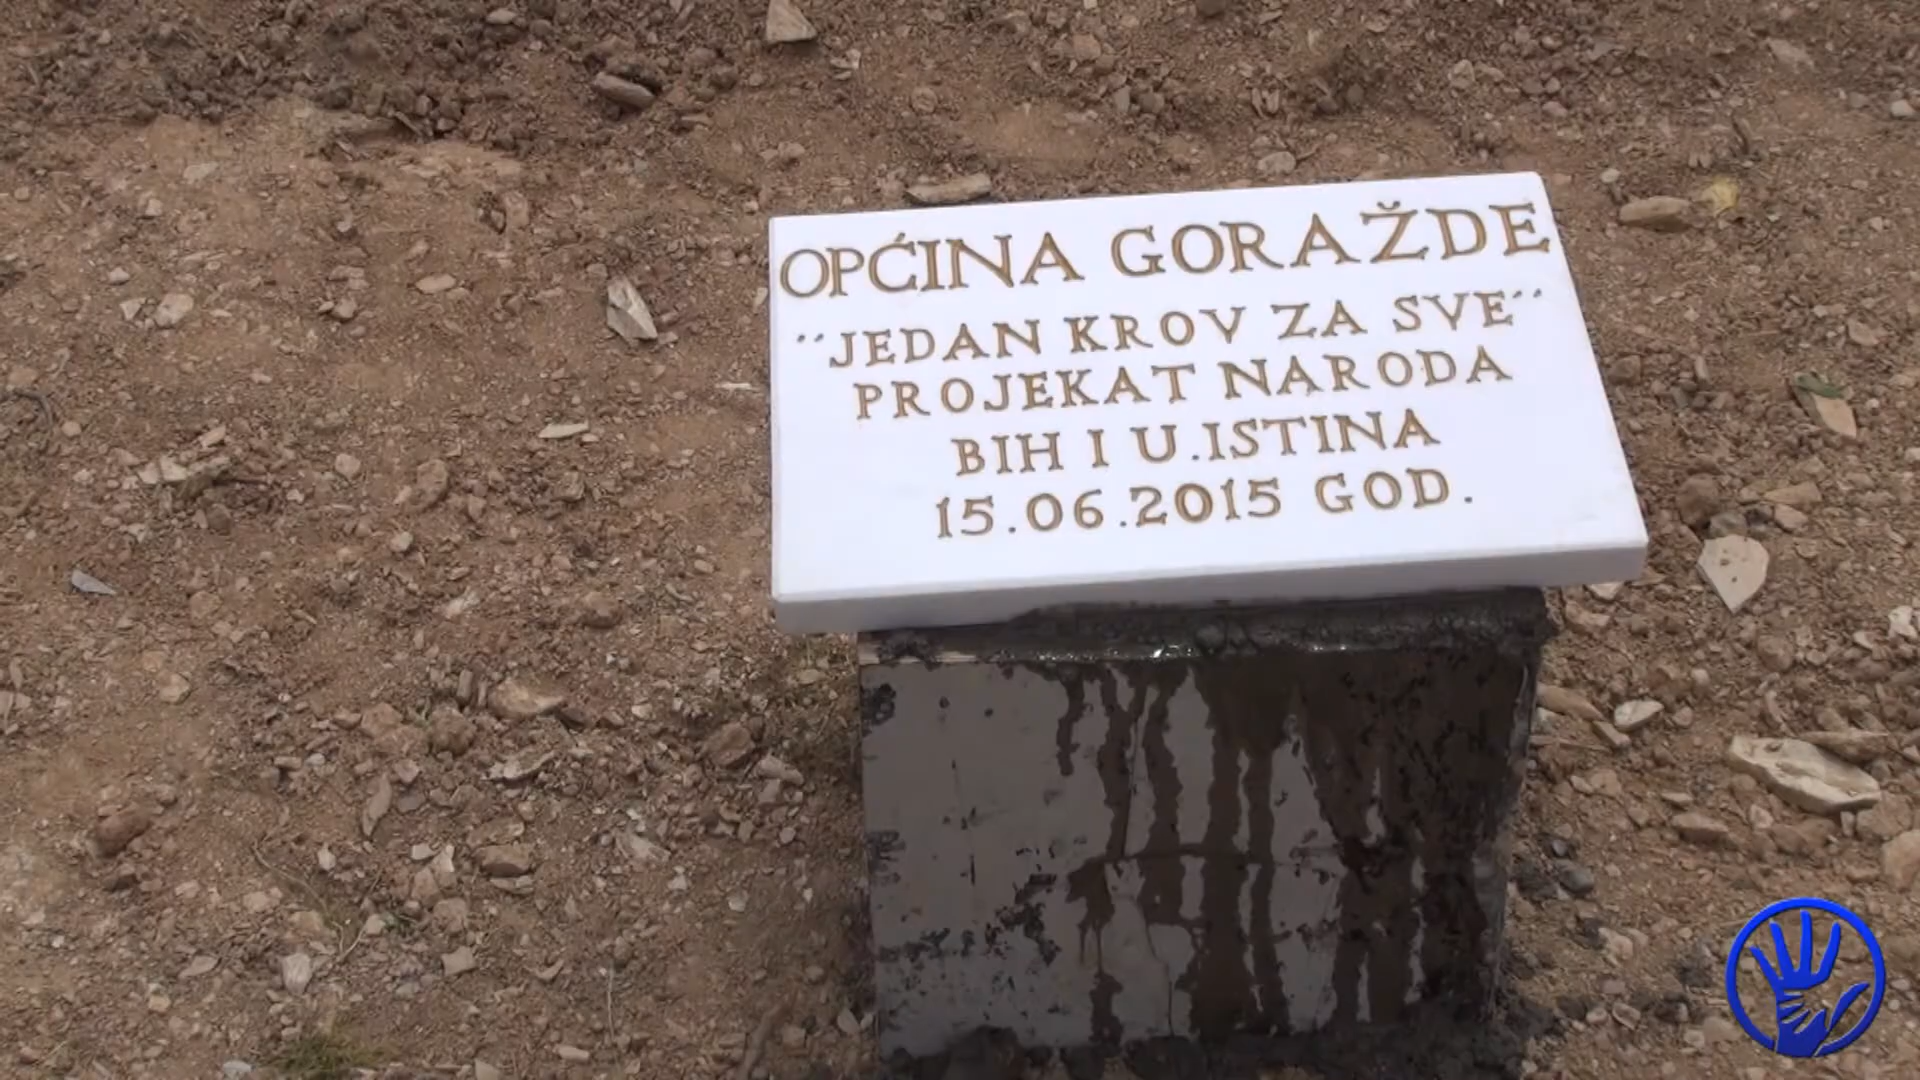 OPĆINA GORAŽDE
´´JEDAN KROV ZA SVE´´
PROJEKAT NARODA
BIH I U.ISTINA
15.06.2015 GOD.